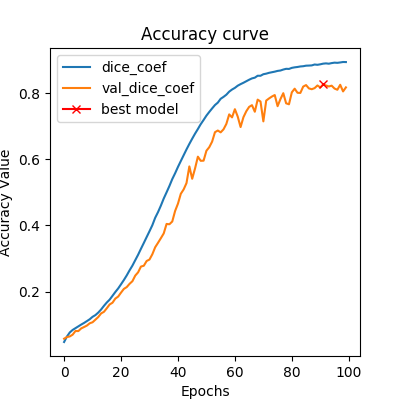 Accuracy curve
dice_coef
val_dice_coef
best model
Accuracy Value
0.8
0.6
0.4
0.2
0 20 40 60 80 100
Epochs